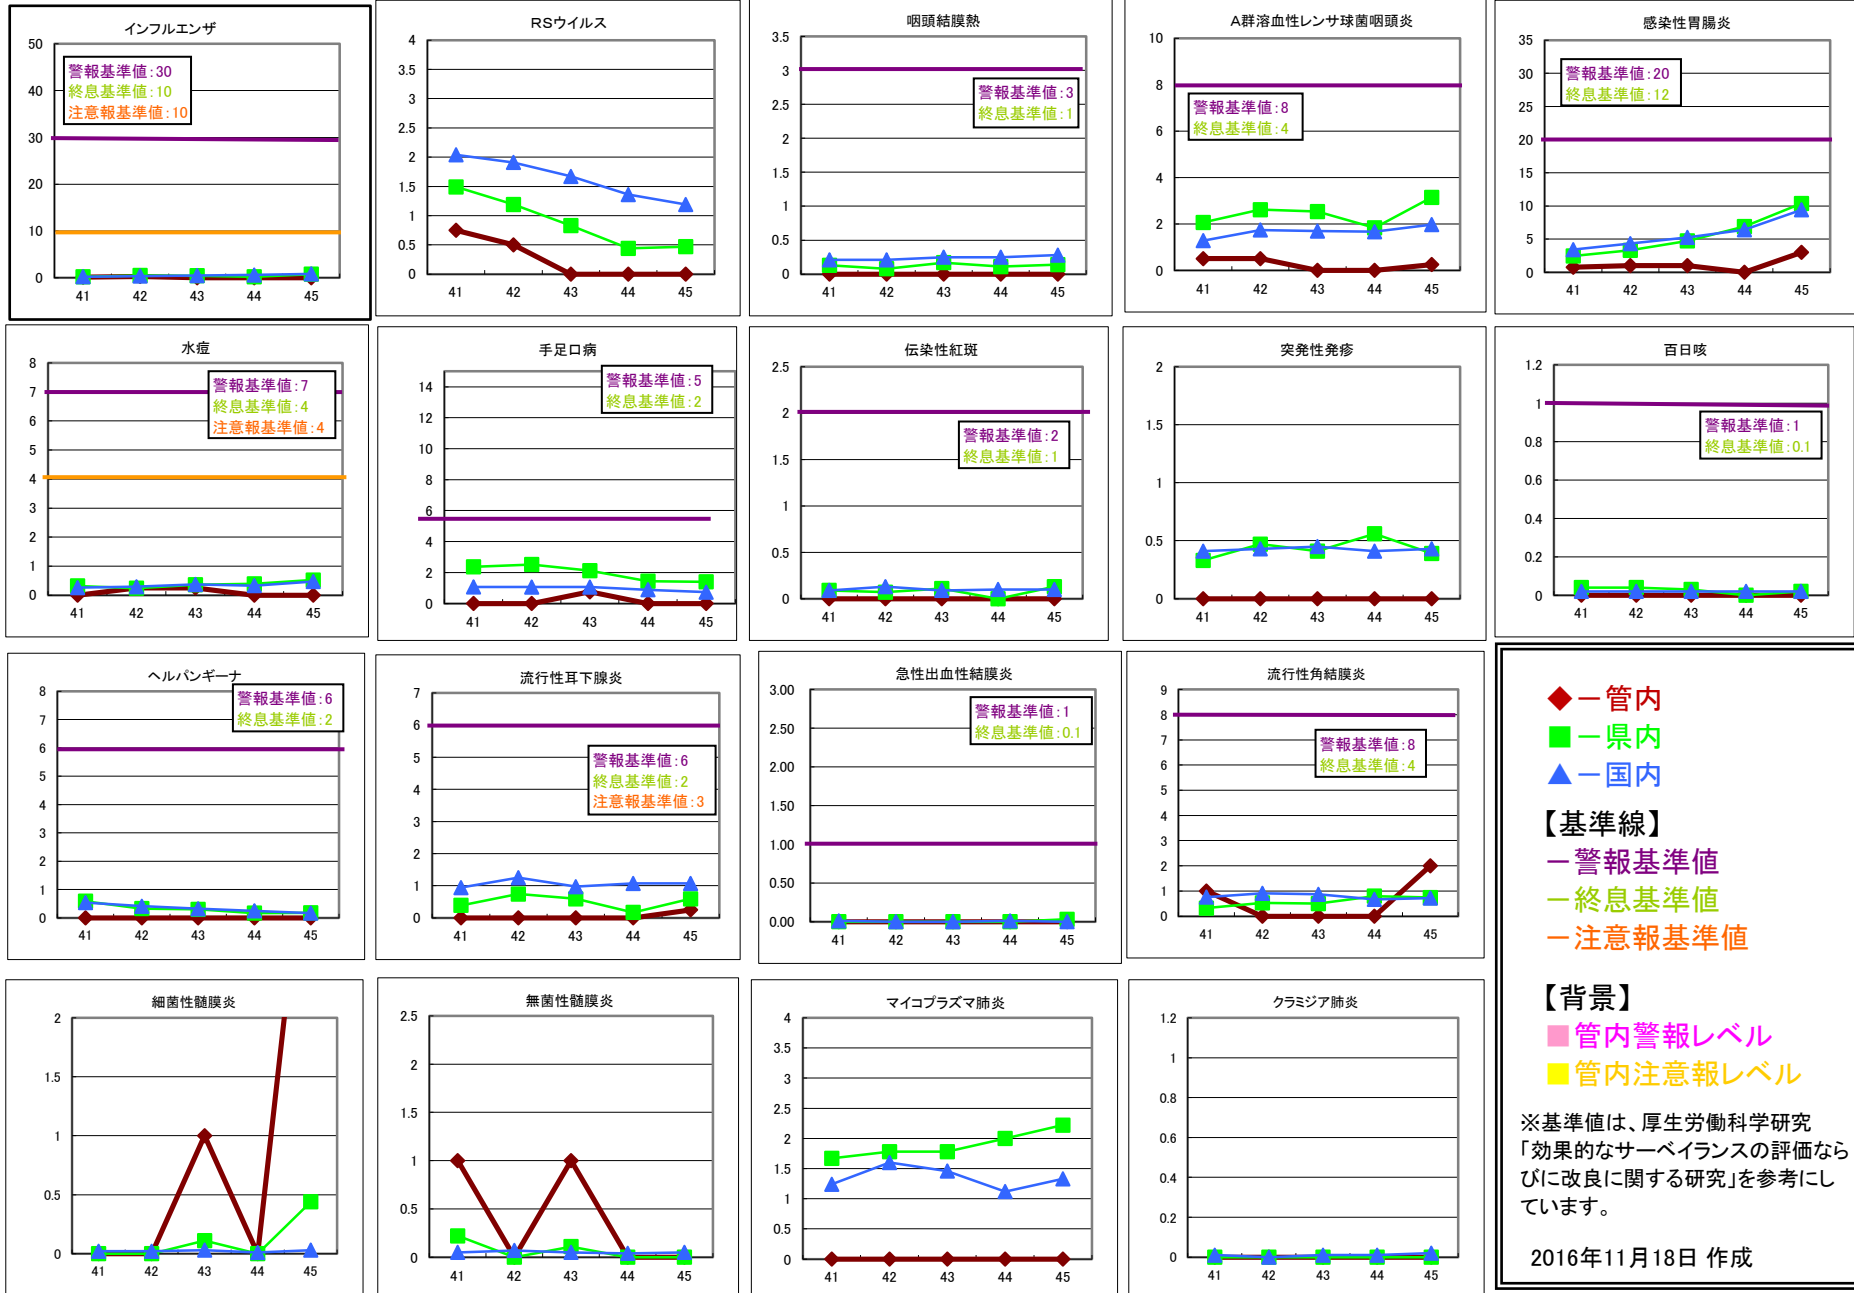 インフルエンザ
50
40
30
20
10
0
警報基準値:30
終息基準値:10
注意報基準値:10
41 42 43 44 45
RSウイルス
4
3.5
3
2.5
2
1.5
1
0.5
0
41 42 43 44 45
咽頭結膜熱
3.5
3
2.5
2
1.5
1
0.5
0
警報基準値:3
終息基準値:1
41 42 43 44 45
A群溶血性レンサ球菌咽頭炎
10
8
6
4
2
0
警報基準値:8
終息基準値:4
41 42 43 44 45
感染性胃腸炎
35
30
25
20
15
10
5
0
警報基準値:20
終息基準値:12
41 42 43 44 45
水痘
8
7
6
5
4
3
2
1
0
警報基準値:7
終息基準値:4
注意報基準値:4
41 42 43 44 45
手足口病
14
12
10
8
6
4
2
0
警報基準値:5
終息基準値:2
41 42 43 44 45
伝染性紅斑
2.5
2
1.5
1
0.5
0
警報基準値:2
終息基準値:1
41 42 43 44 45
突発性発疹
2
1.5
1
0.5
0
41 42 43 44 45
百日咳
1.2
1
0.8
0.6
0.4
0.2
0
警報基準値:1
終息基準値:0.1
41 42 43 44 45
ヘルパンギーナ
8
7
6
5
4
3
2
1
0
警報基準値:6
終息基準値:2
41 42 43 44 45
流行性耳下腺炎
7
6
5
4
3
2
1
0
警報基準値:6
終息基準値:2
注意報基準値:3
41 42 43 44 45
急性出血性結膜炎
3.00
2.50
2.00
1.50
1.00
0.50
0.00
警報基準値:1
終息基準値:0.1
41 42 43 44 45
流行性角結膜炎
9
8
7
6
5
4
3
2
1
0
警報基準値:8
終息基準値:4
41 42 43 44 45
細菌性髄膜炎
2
1.5
1
0.5
0
41 42 43 44 45
無菌性髄膜炎
2.5
2
1.5
1
0.5
0
41 42 43 44 45
マイコプラズマ肺炎
4
3.5
3
2.5
2
1.5
1
0.5
0
41 42 43 44 45
クラミジア肺炎
1.2
1
0.8
0.6
0.4
0.2
0
41 42 43 44 45
◆－管内
■－県内
▲－国内
【基準線】
－警報基準値
－終息基準値
－注意報基準値
【背景】
■管内警報レベル
■管内注意報レベル
※基準値は、厚生労働科学研究
「効果的なサーベイランスの評価なら
びに改良に関する研究」を参考にし
ています。
2016年11月18日 作成